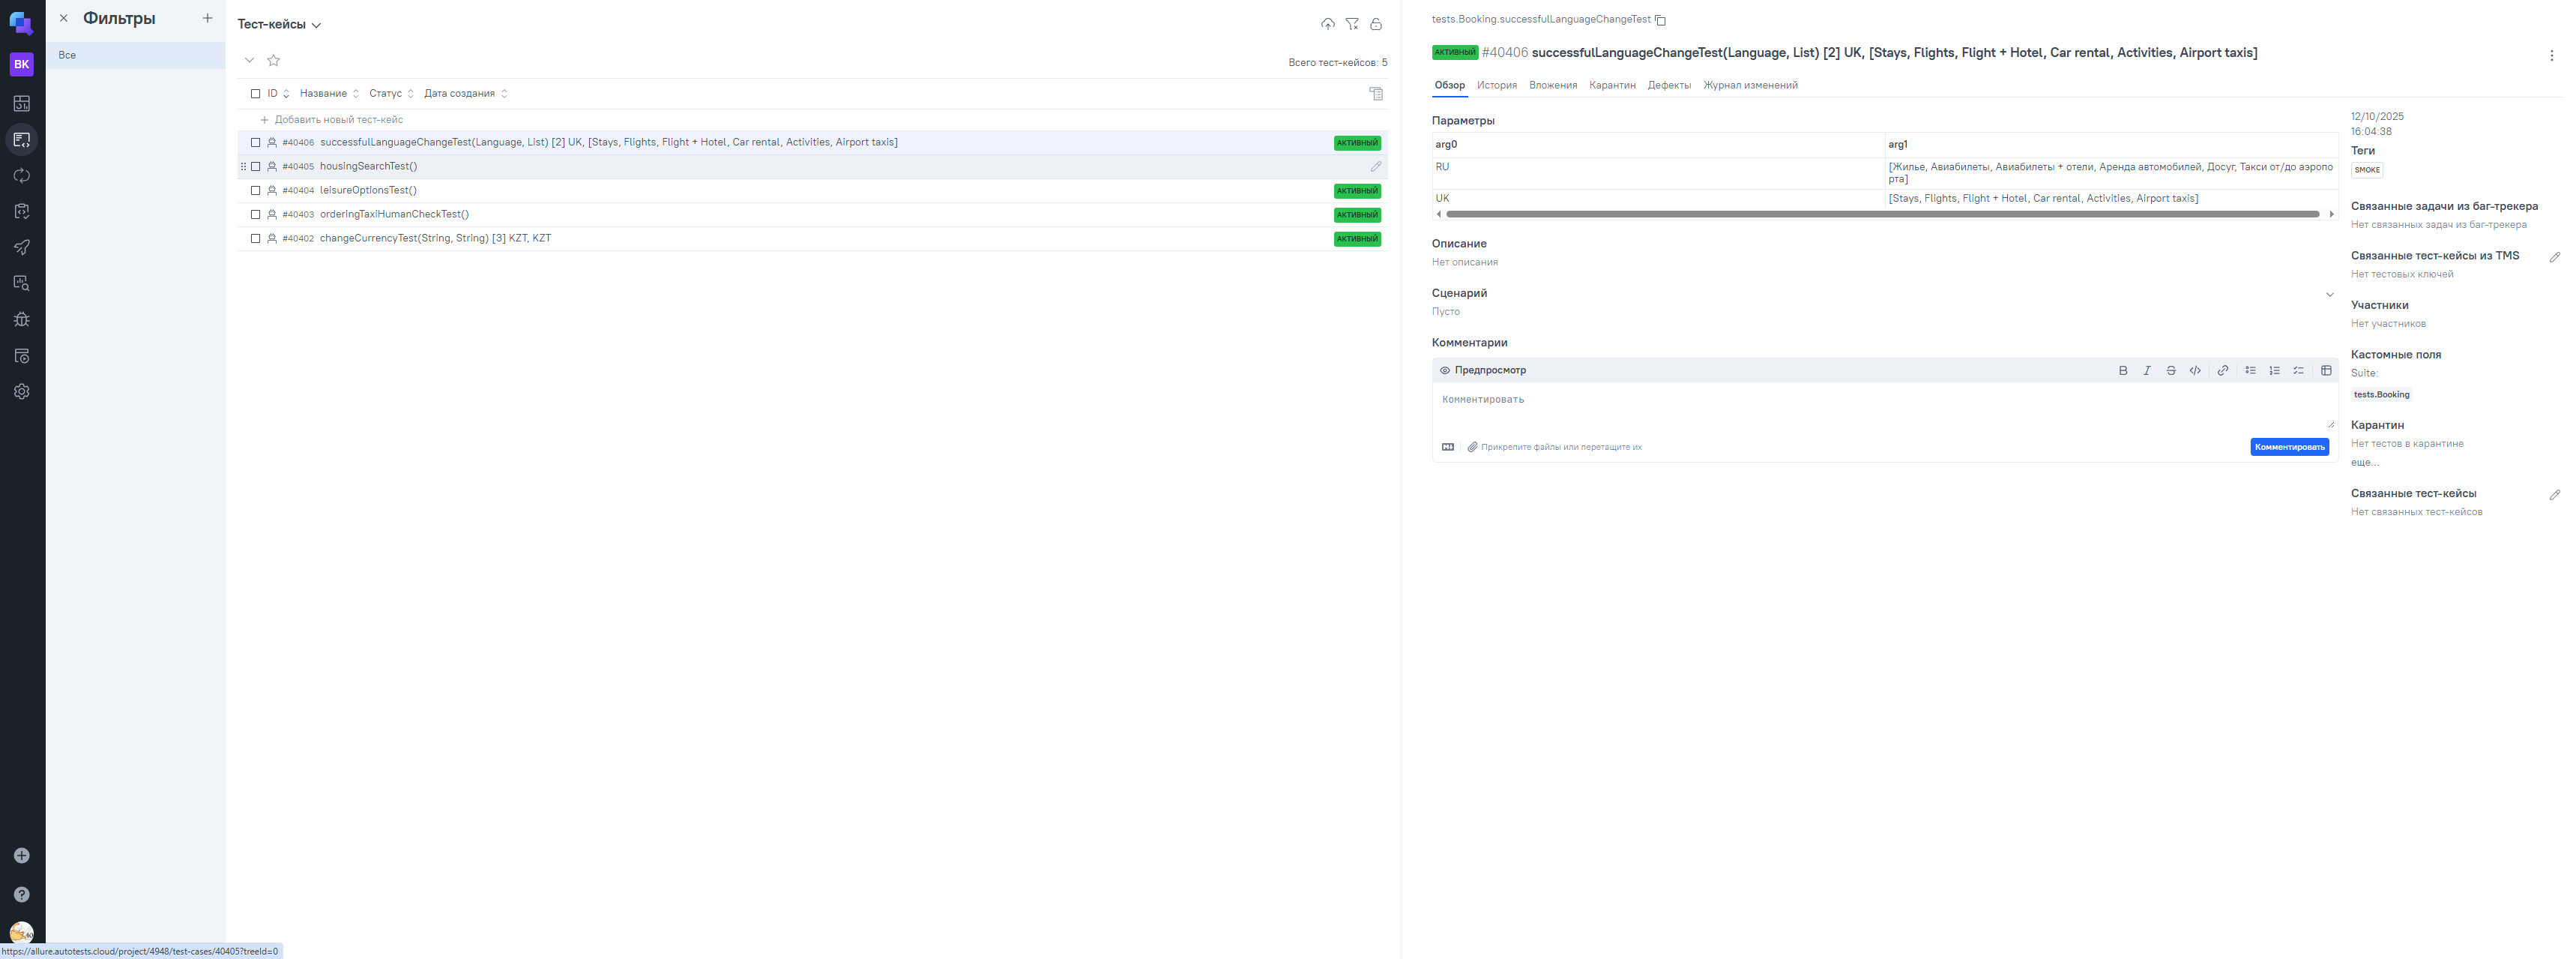 Фильтры
BK
Все
Тест-кейсы
Всего тест-кейсов: 5
ID Название Статус Дата создания
Добавить новый тест-кейс
#40406 successfulLanguageChangeTest(Language, List) [2] UK, [Stays, Flights, Flight + Hotel, Car rental, Activities, Airport taxis] АКТИВНЫЙ
#40405 housingSearchTest()
#40404 leisureOptionsTest() АКТИВНЫЙ
#40403 orderingTaxiHumanCheckTest() АКТИВНЫЙ
#40402 changeCurrencyTest(String, String) [3] KZT, KZT АКТИВНЫЙ
https://allure.autotests.cloud/project/4948/test-cases/40405?treeId=0
tests.Booking.successfulLanguageChangeTest
АКТИВНЫЙ #40406 successfulLanguageChangeTest(Language, List) [2] UK, [Stays, Flights, Flight + Hotel, Car rental, Activities, Airport taxis]
Обзор История Вложения Карантин Дефекты Журнал изменений
Параметры
arg0 arg1
RU [Жилье, Авиабилеты, Авиабилеты + отели, Аренда автомобилей, Досуг, Такси от/до аэропо
рта]
UK [Stays, Flights, Flight + Hotel, Car rental, Activities, Airport taxis]
Описание
Нет описания
Сценарий
Пусто
Комментарии
Предпросмотр
Комментировать
Прикрепите файлы или перетащите их
Комментировать
12/10/2025
16:04:38
Теги
SMOKE
Связанные задачи из баг-трекера
Нет связанных задач из баг-трекера
Связанные тест-кейсы из TMS
Нет тестовых ключей
Участники
Нет участников
Кастомные поля
Suite:
tests.Booking
Карантин
Нет тестов в карантине
еще...
Связанные тест-кейсы
Нет связанных тест-кейсов